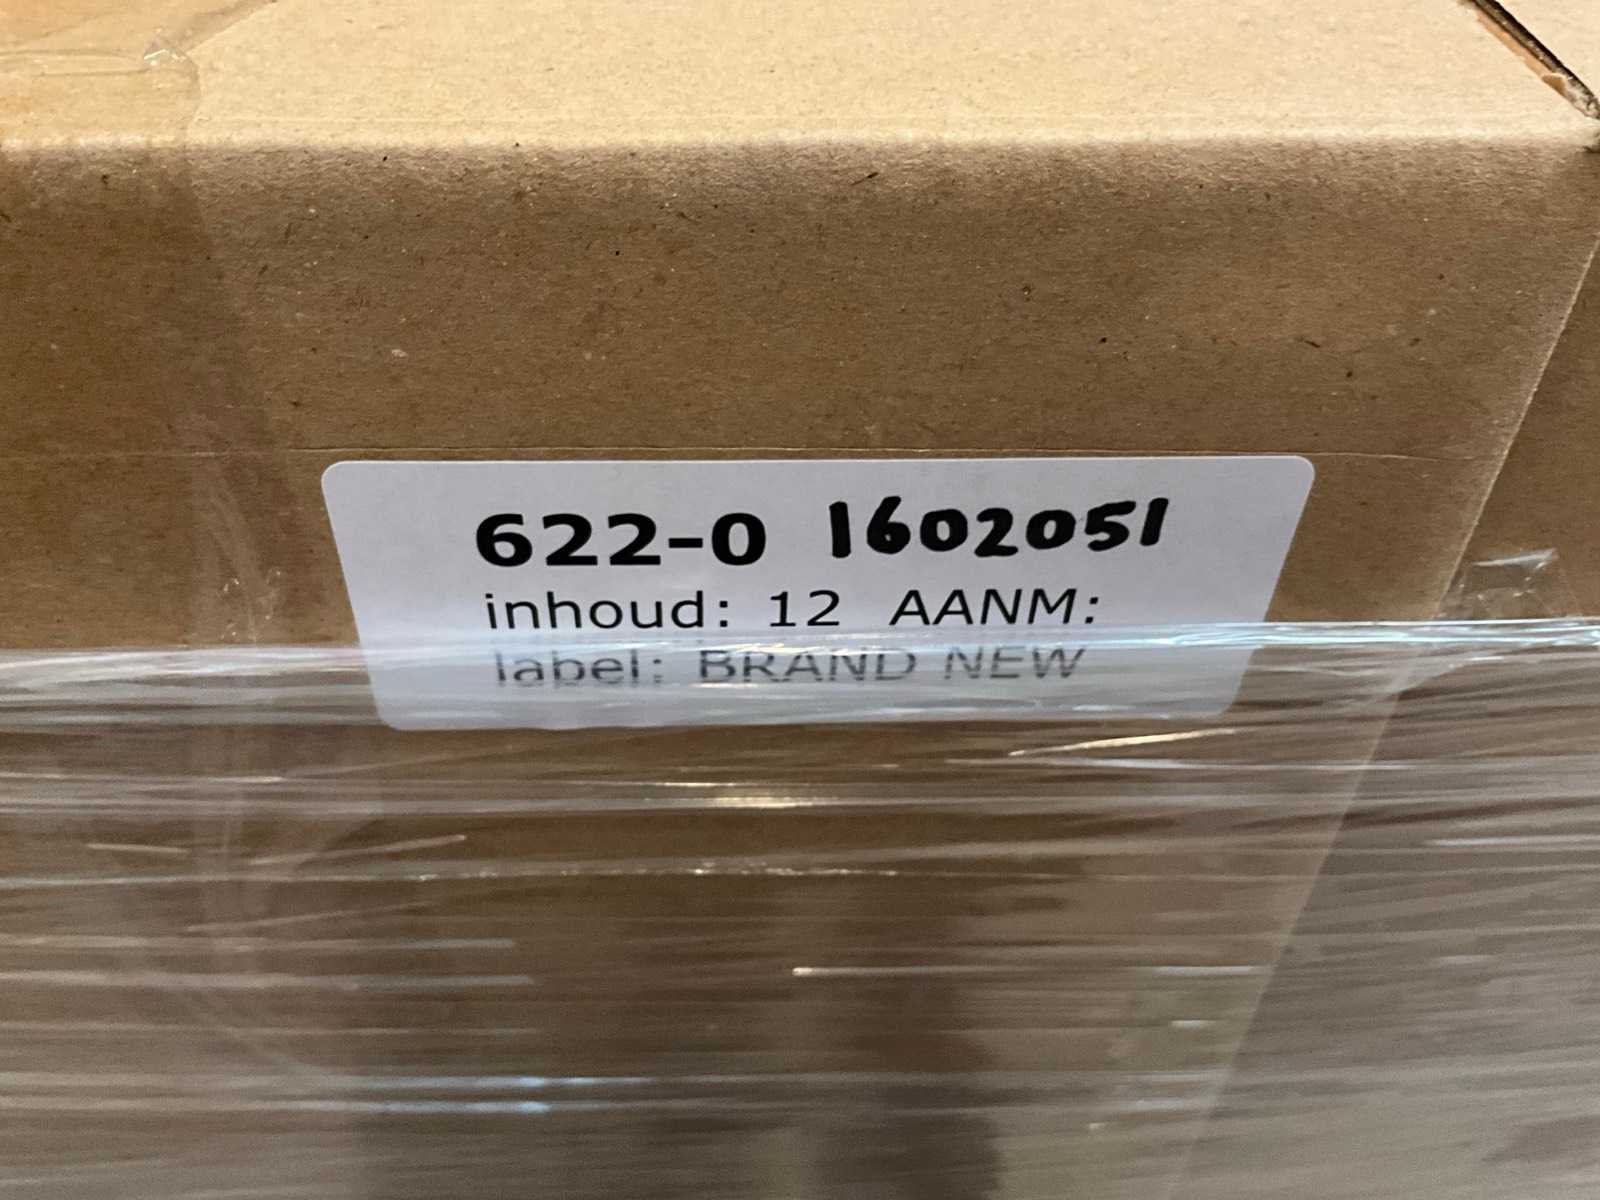 622-0 1602051
inhoud: 12 AANM:
label: BRAND NEW